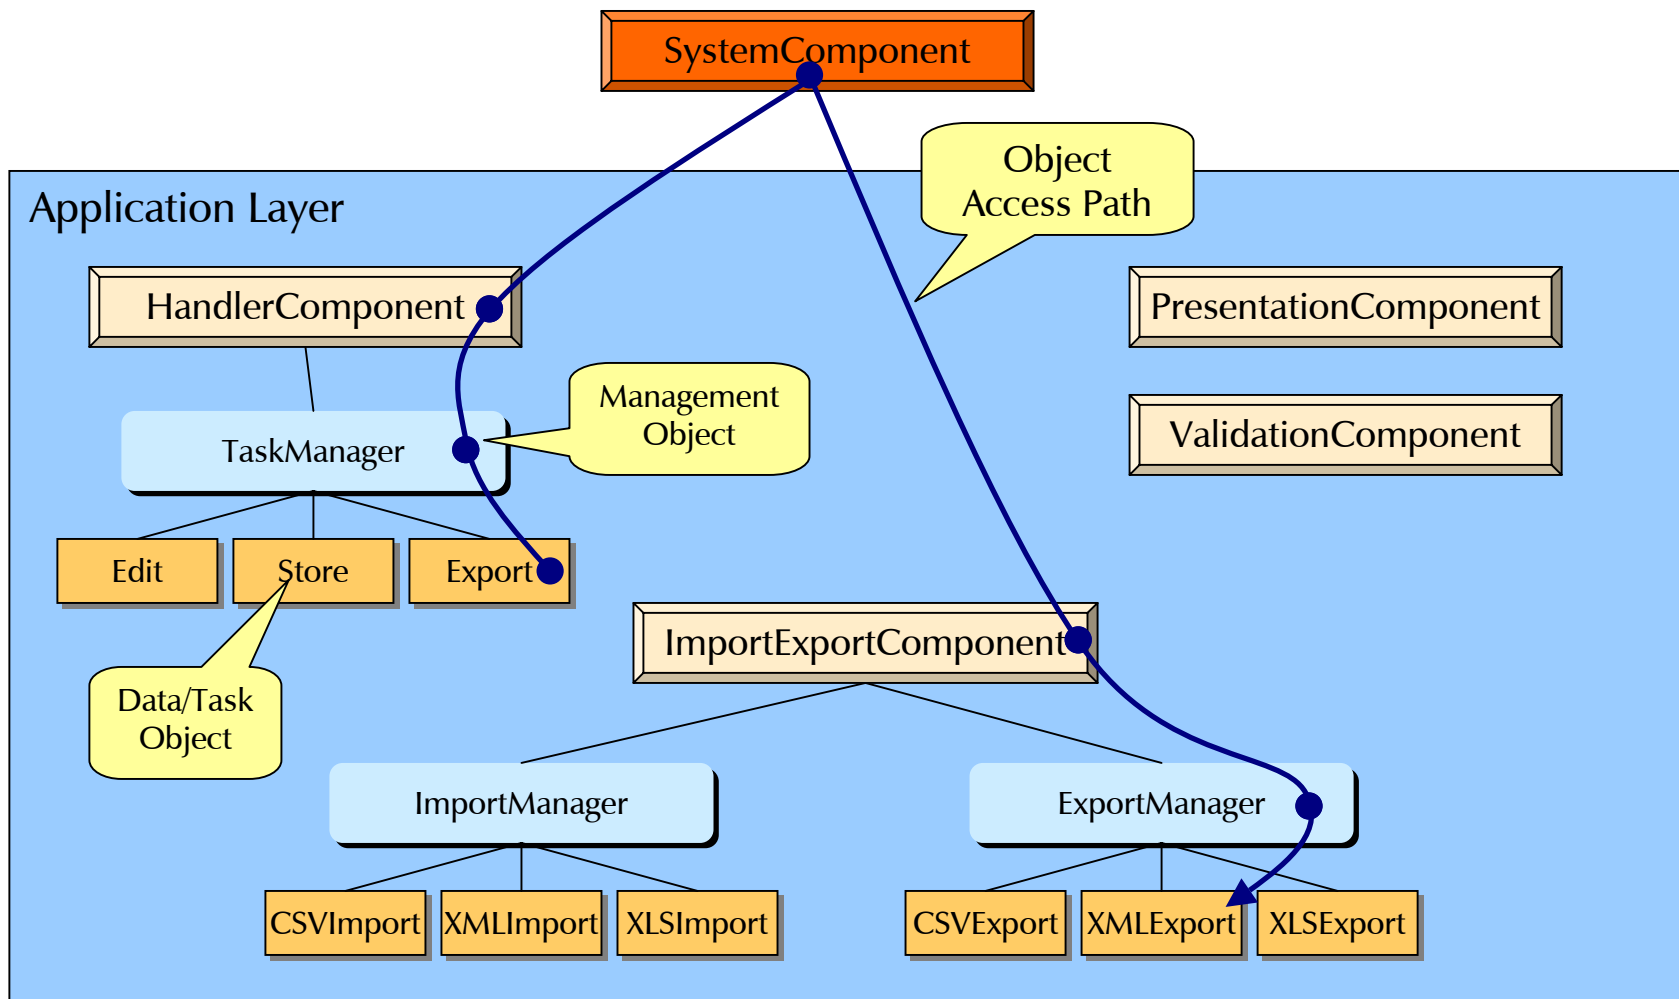 SystemComponent
Object
Access Path
Application Layer
HandlerComponent
PresentationComponent
Management
Object
ValidationComponent
TaskManager
Edit
Store
Export
ImportExportComponent
Data/Task
Object
ImportManager
ExportManager
CSVImport
XMLImport
XLSImport
CSVExport
XMLExport
XLSExport